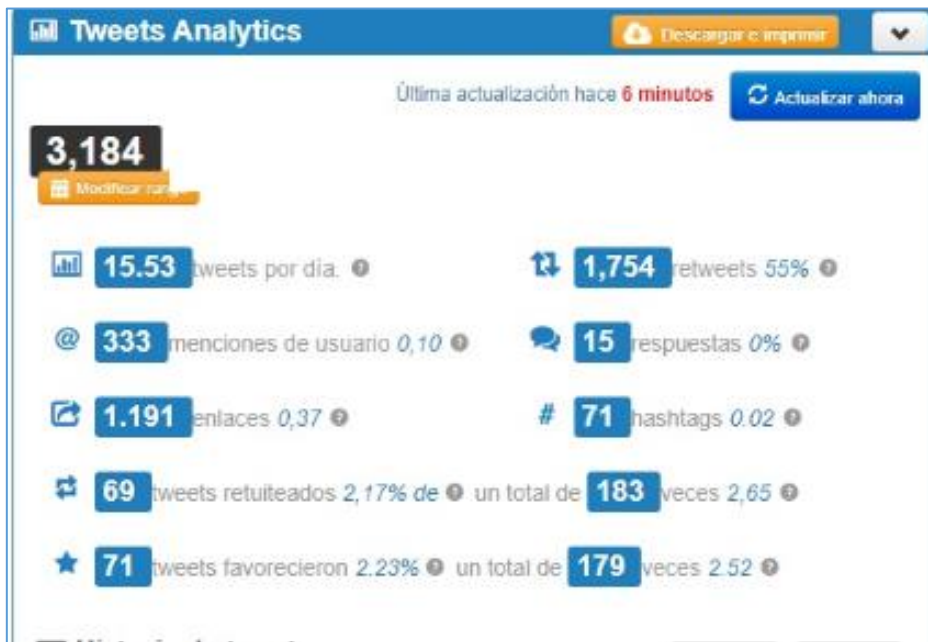 Tweets Analytics
Descargar e imprimir
Última actualización hace 6 minutos
Actualizar ahora
3,184
Modificar rango
15.53 tweets por día.
1,754 retweets 55%
@ 333 menciones de usuario 0,10
15 respuestas 0%
1.191 enlaces 0,37
# 71 hashtags 0.02
69 tweets retuiteados 2,17% de un total de 183 veces 2,65
71 tweets favorecieron 2.23% un total de 179 veces 2.52